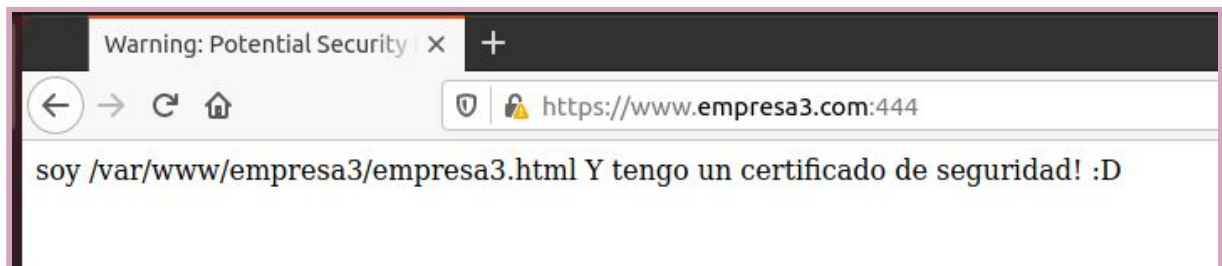 Warning: Potential Security
https://www.empresa3.com:444
soy /var/www/empresa3/empresa3.html Y tengo un certificado de seguridad! :D